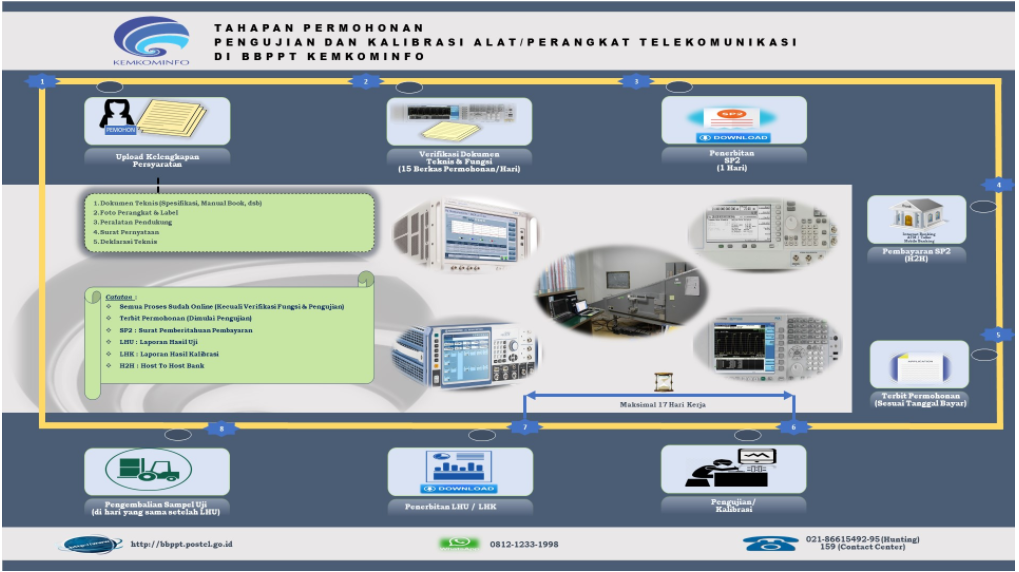 KEMKOMINFO
TAHAPAN PERMOHONAN
PENGUJIAN DAN KALIBRASI ALAT/PERANGKAT TELEKOMUNIKASI
DI BBPPT KEMKOMINFO
1
2
3
PEMOHON
Upload Kelengkapan
Persyaratan
Verifikasi Dokumen
Teknis & Fungsi
(15 Berkas Permohonan/Hari)
SP2
DOWNLOAD
Penerbitan
SP2
(1 Hari)
4
1. Dokumen Teknis (Spesifikasi, Manual Book, dsb)
2. Foto Perangkat & Label
3. Peralatan Pendukung
4. Surat Pernyataan
5. Deklarasi Teknis
Internet Banking
ATM / Teller
Mobile Banking
Pembayaran SP2
(H2H)
Catatan :
❖ Semua Proses Sudah Online (Kecuali Verifikasi Fungsi & Pengujian)
❖ Terbit Permohonan (Dimulai Pengujian)
❖ SP2 : Surat Pemberitahuan Pembayaran
❖ LHU : Laporan Hasil Uji
❖ LHK : Laporan Hasil Kalibrasi
❖ H2H : Host To Host Bank
5
Terbit Permohonan
(Sesuai Tanggal Bayar)
Maksimal 17 Hari Kerja
8
7
6
Pengembalian Sampel Uji
(di hari yang sama setelah LHU)
DOWNLOAD
Penerbitan LHU / LHK
Pengujian/
Kalibrasi
http://bbppt.postel.go.id
0812-1233-1998
021-86615492-95 (Hunting)
159 (Contact Center)